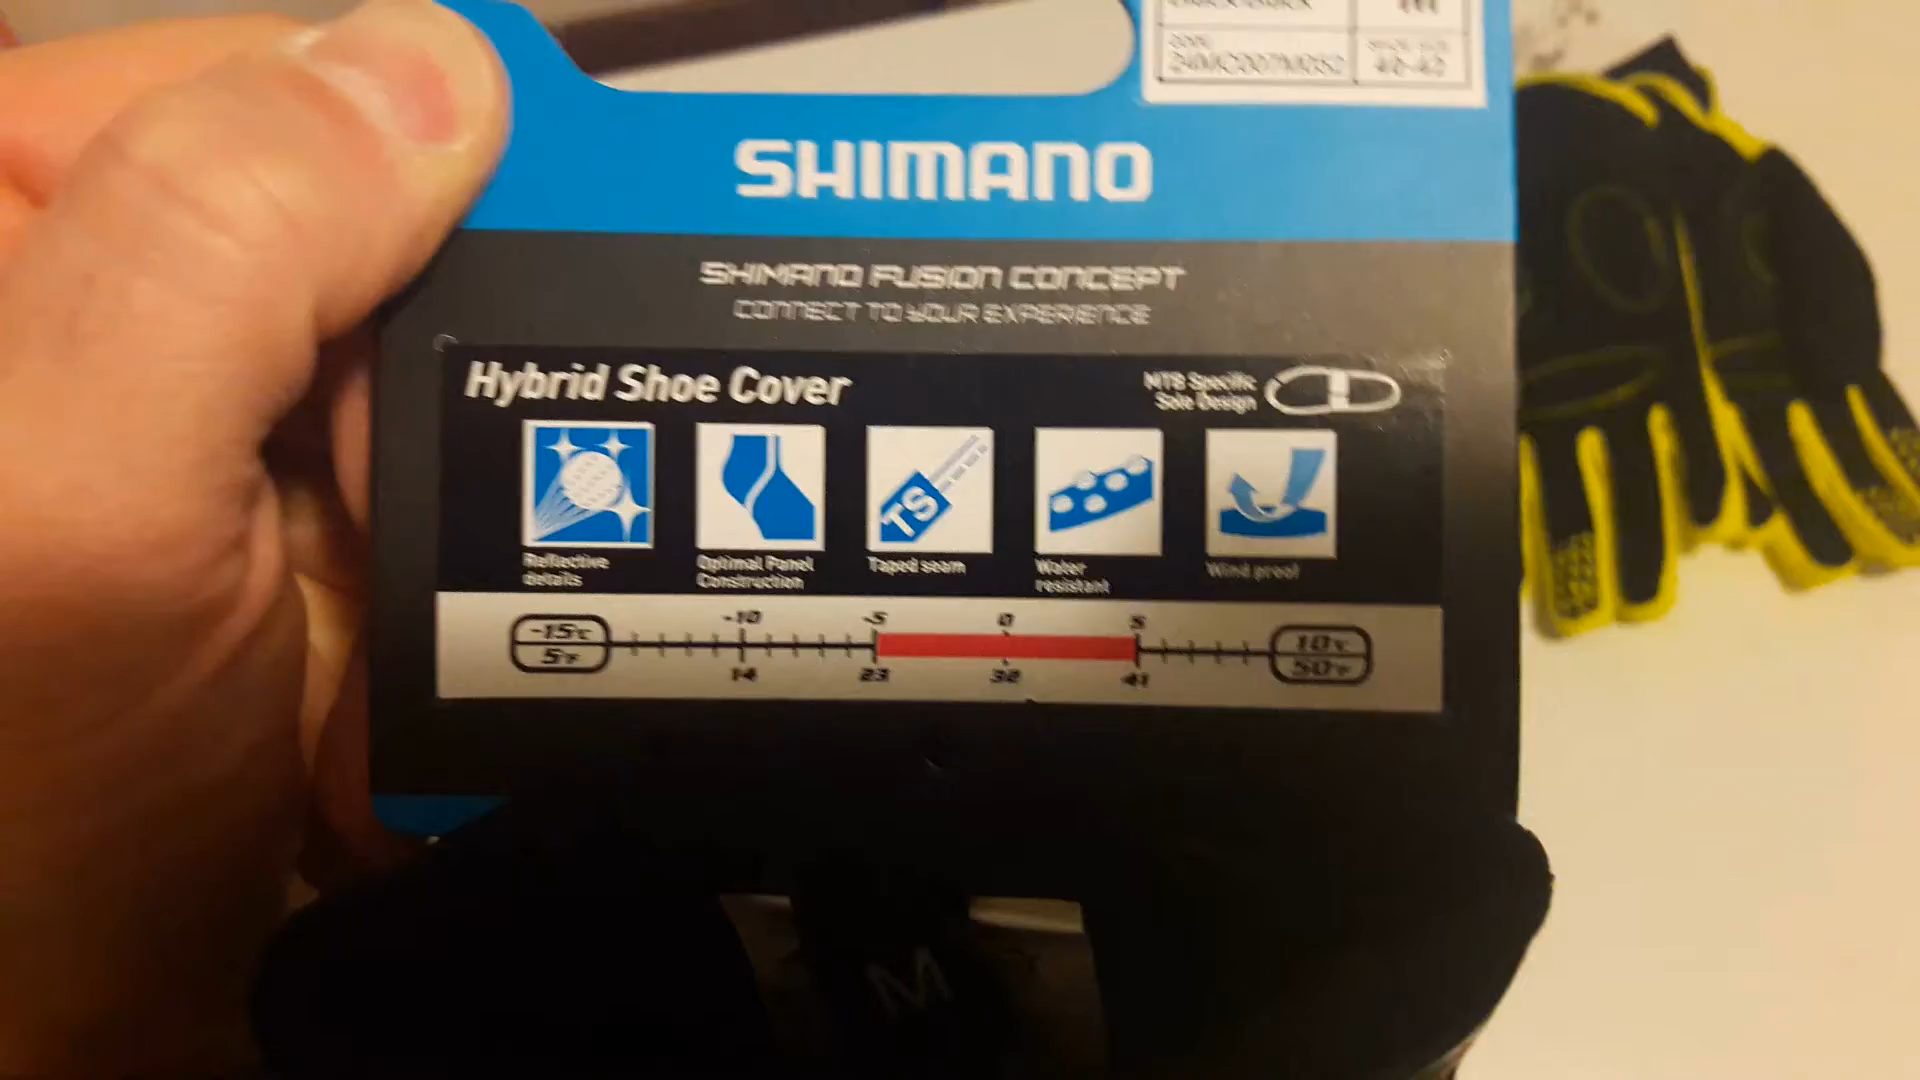 M
40-42
SHIMANO
SHIMANO FUSION CONCEPT
CONNECT TO YOUR EXPERIENCE
Hybrid Shoe Cover
MTB Specific
Sole Design
TS
Reflective
details
Optimal Panel
Construction
Taped seam
Water
resistant
Wind proof
-15°C -10 -5 0 5 10°C
5°F 14 23 32 41 50°F
M